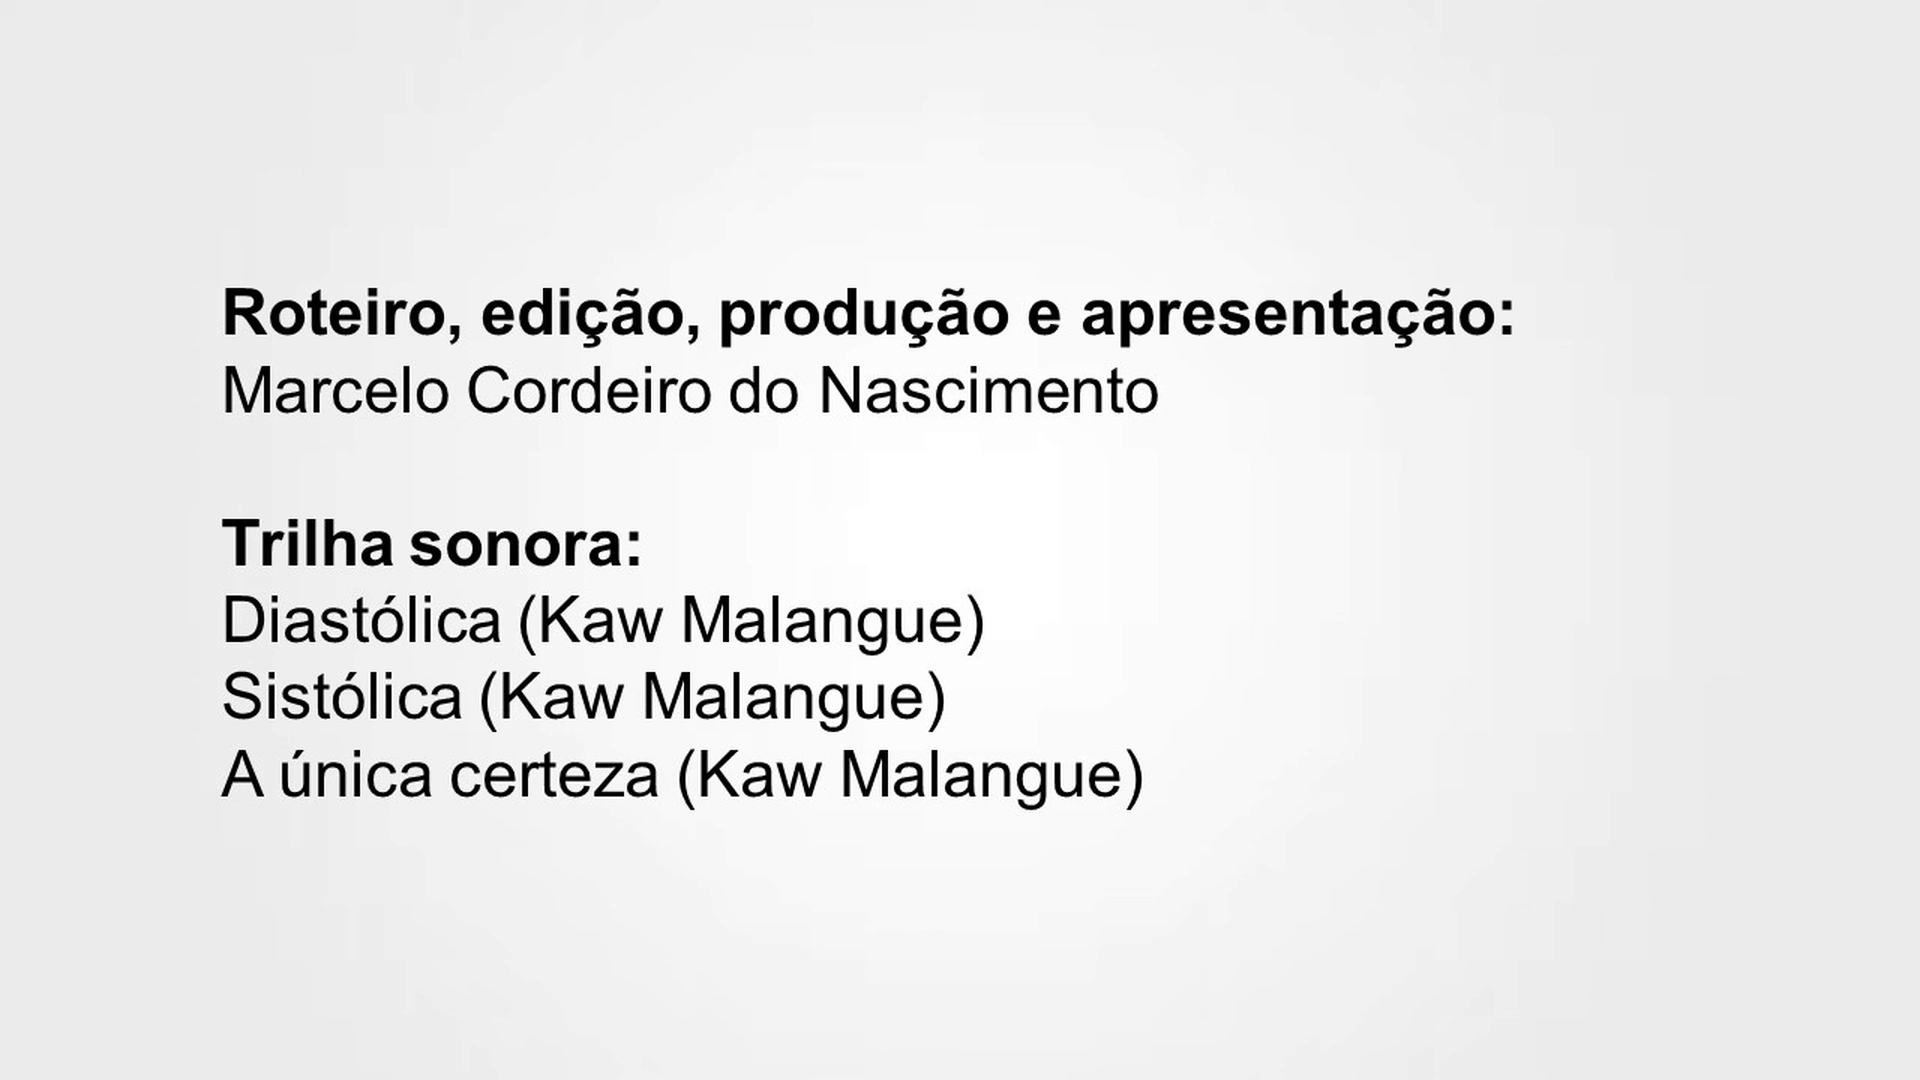 Roteiro, edição, produção e apresentação:
Marcelo Cordeiro do Nascimento
Trilha sonora:
Diastólica (Kaw Malangue)
Sistólica (Kaw Malangue)
A única certeza (Kaw Malangue)